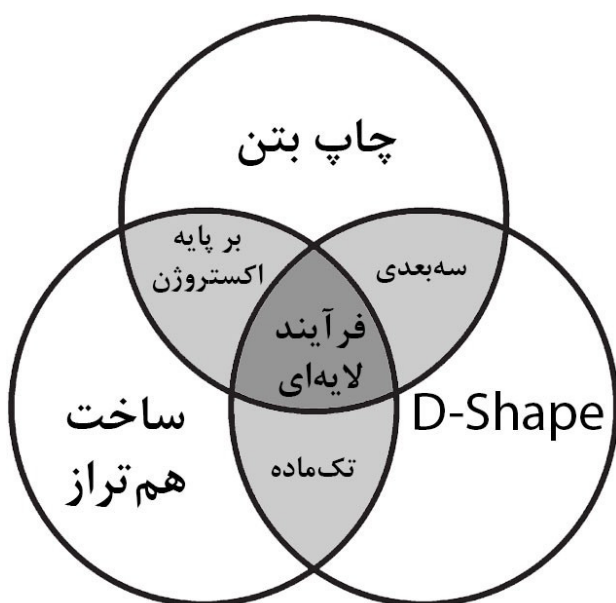 چاپ بتن
بر پایه
اکستروژن
سه‌بعدی
فرآیند
لایه‌ای
ساخت
هم‌تراز
D-Shape
تک‌ماده